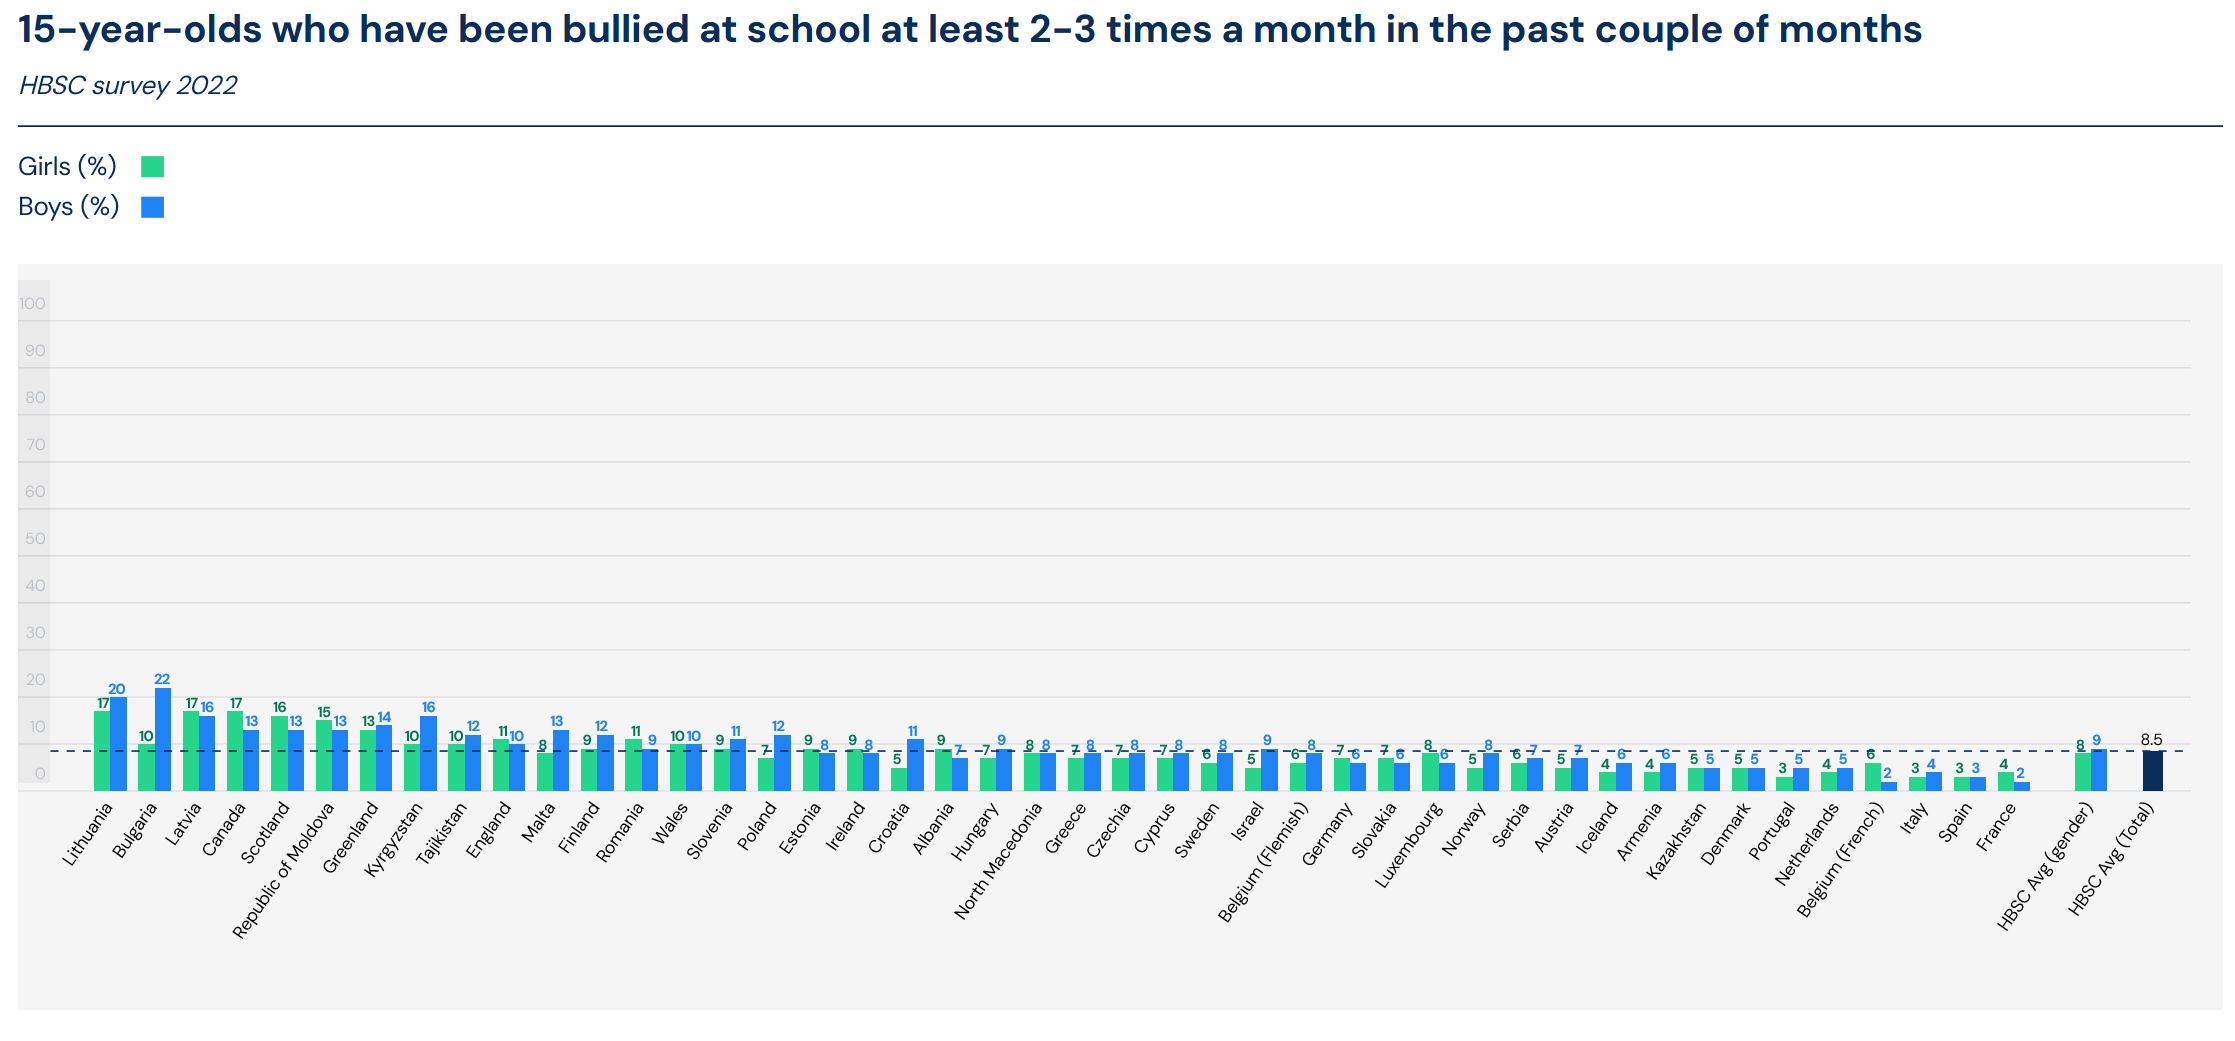 15-year-olds who have been bullied at school at least 2-3 times a month in the past couple of months
HBSC survey 2022
Girls (%)
Boys (%)
100
90
80
70
60
50
40
30
20
10
0
17 20 10 22 17 16 17 13 16 13 15 13 13 14 10 16 10 12 11 10 8 13 9 12 11 9 10 10 9 11 7 12 9 8 9 8 5 11 9 7 7 9 8 8 7 8 7 8 7 8 6 8 5 9 6 8 7 6 7 6 8 6 5 8 6 7 5 7 4 6 4 6 5 5 5 5 3 5 4 5 6 2 3 4 3 3 4 2 8 9 8.5
Lithuania
Bulgaria
Latvia
Canada
Scotland
Republic of Moldova
Greenland
Kyrgyzstan
Tajikistan
England
Malta
Finland
Romania
Wales
Slovenia
Poland
Estonia
Ireland
Croatia
Albania
Hungary
North Macedonia
Greece
Czechia
Cyprus
Sweden
Israel
Belgium (Flemish)
Germany
Slovakia
Luxembourg
Norway
Serbia
Austria
Iceland
Armenia
Kazakhstan
Denmark
Portugal
Netherlands
Belgium (French)
Italy
Spain
France
HBSC Avg (gender)
HBSC Avg (Total)